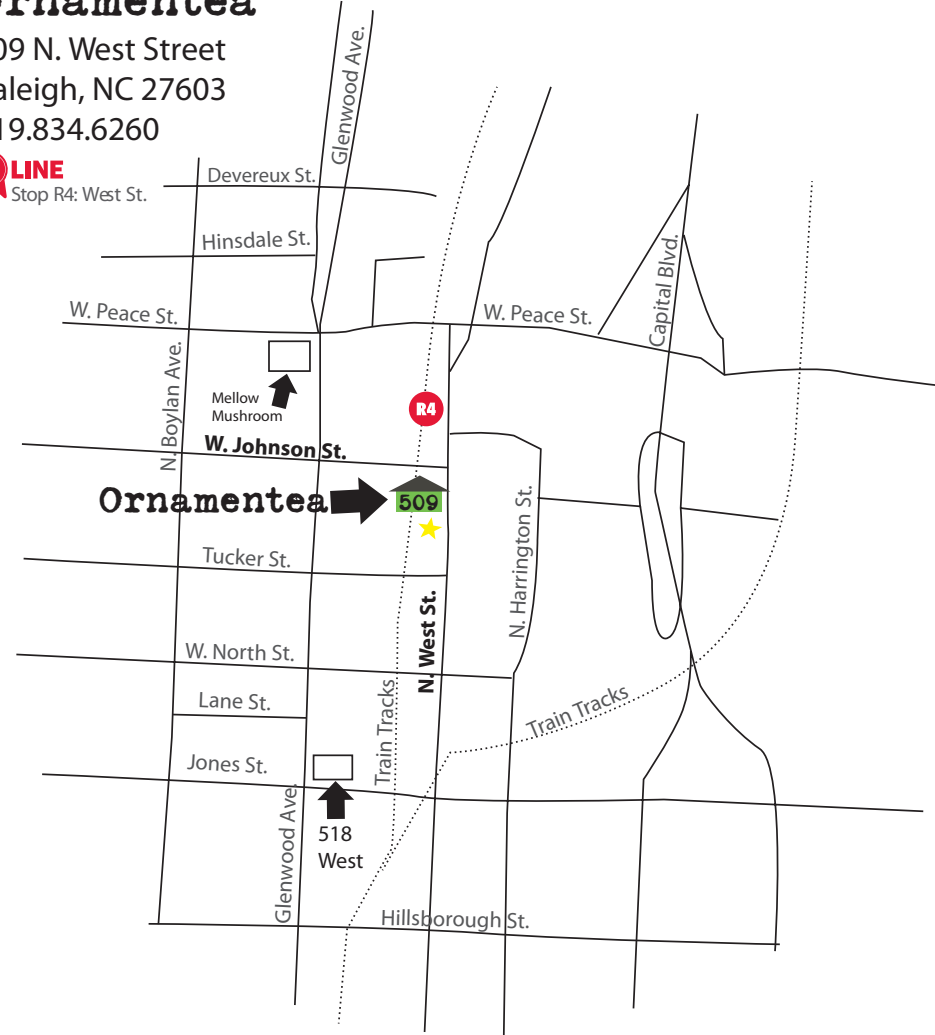 Ornamentea
09 N. West Street
aleigh, NC 27603
19.834.6260
LINE
Stop R4: West St.
Glenwood Ave.
Devereux St.
Hinsdale St.
W. Peace St.
W. Peace St.
Capital Blvd.
N. Boylan Ave.
Mellow
Mushroom
R4
W. Johnson St.
Ornamentea
509
N. Harrington St.
Tucker St.
N. West St.
W. North St.
Lane St.
Train Tracks
Train Tracks
Jones St.
Glenwood Ave.
518
West
Hillsborough St.